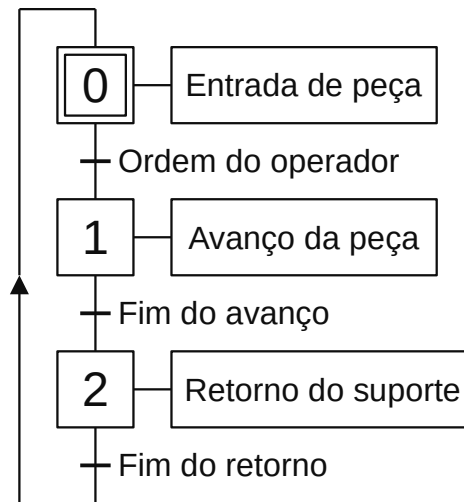 0
Entrada de peça
Ordem do operador
1
Avanço da peça
Fim do avanço
2
Retorno do suporte
Fim do retorno